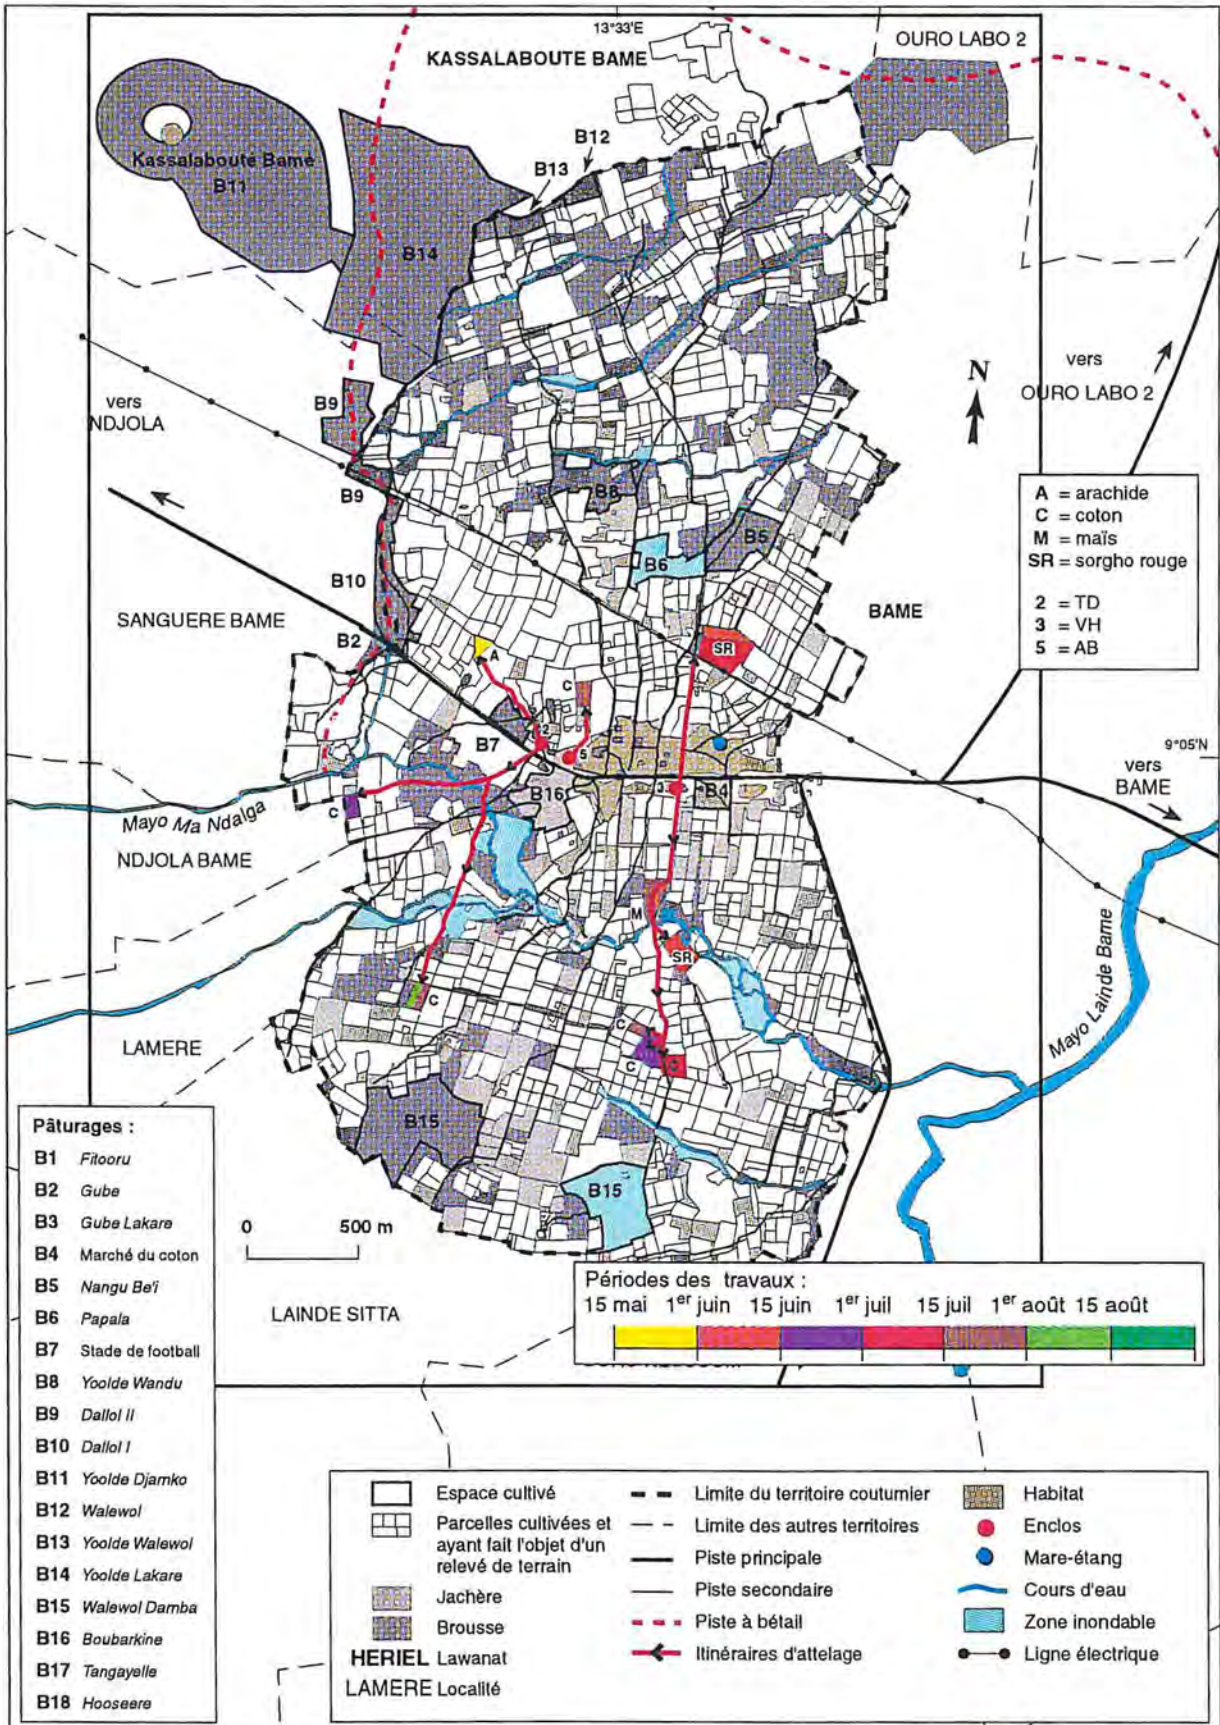 13°33'E
OURO LABO 2
KASSALABOUTE BAME
B12
B13
Kassalabouté Bame
B11
B14
N
vers
OURO LABO 2
vers
NDJOLA
B9
B9
B8
B5
B6
B10
A = arachide
C = coton
M = maïs
SR = sorgho rouge
2 = TD
3 = VH
5 = AB
SANGUERE BAME
BAME
B2
A
SR
C
B7
2
5
9°05'N
vers
BAME
B16
3
B4
C
Mayo Ma Ndalga
NDJOLA BAME
M
SR
C
Mayo Lainde Bame
LAMERE
C
C
C
B15
B15
Pâturages :
B1 Fitooru
B2 Gube
B3 Gube Lakare
B4 Marché du coton
B5 Nangu Be'i
B6 Papala
B7 Stade de football
B8 Yoolde Wandu
B9 Dallol II
B10 Dallol I
B11 Yoolde Djamko
B12 Walewol
B13 Yoolde Walewol
B14 Yoolde Lakare
B15 Walewol Damba
B16 Boubarkine
B17 Tangayelle
B18 Hooseere
0 500 m
LAINDE SITTA
Périodes des travaux :
15 mai 1er juin 15 juin 1er juil 15 juil 1er août 15 août
Espace cultivé
Parcelles cultivées et
ayant fait l'objet d'un
relevé de terrain
Jachère
Brousse
HERIEL Lawanat
LAMERE Localité
Limite du territoire coutumier
Limite des autres territoires
Piste principale
Piste secondaire
Piste à bétail
Itinéraires d'attelage
Habitat
Enclos
Mare-étang
Cours d'eau
Zone inondable
Ligne électrique